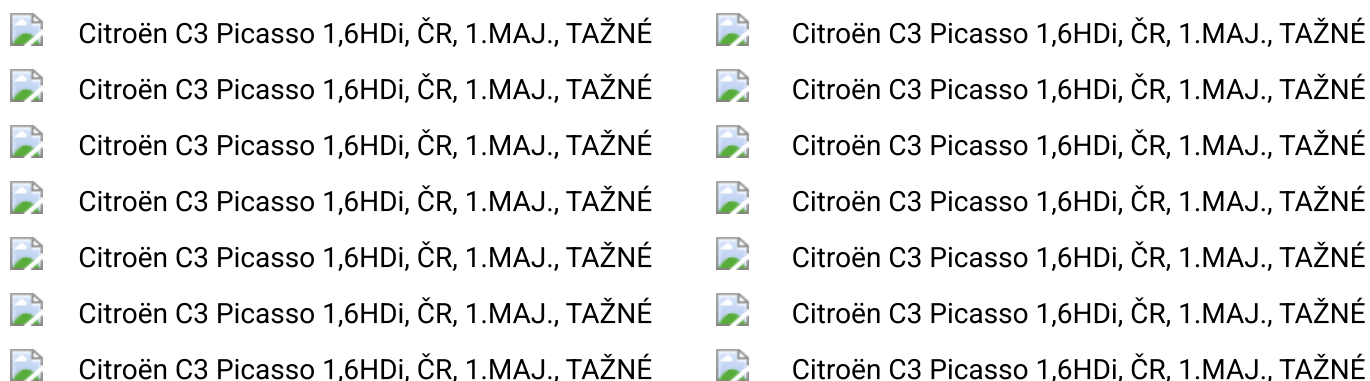 Citroën C3 Picasso 1,6HDi, ČR, 1.MAJ., TAŽNÉ Citroën C3 Picasso 1,6HDi, ČR, 1.MAJ., TAŽNÉ
Citroën C3 Picasso 1,6HDi, ČR, 1.MAJ., TAŽNÉ Citroën C3 Picasso 1,6HDi, ČR, 1.MAJ., TAŽNÉ
Citroën C3 Picasso 1,6HDi, ČR, 1.MAJ., TAŽNÉ Citroën C3 Picasso 1,6HDi, ČR, 1.MAJ., TAŽNÉ
Citroën C3 Picasso 1,6HDi, ČR, 1.MAJ., TAŽNÉ Citroën C3 Picasso 1,6HDi, ČR, 1.MAJ., TAŽNÉ
Citroën C3 Picasso 1,6HDi, ČR, 1.MAJ., TAŽNÉ Citroën C3 Picasso 1,6HDi, ČR, 1.MAJ., TAŽNÉ
Citroën C3 Picasso 1,6HDi, ČR, 1.MAJ., TAŽNÉ Citroën C3 Picasso 1,6HDi, ČR, 1.MAJ., TAŽNÉ
Citroën C3 Picasso 1,6HDi, ČR, 1.MAJ., TAŽNÉ Citroën C3 Picasso 1,6HDi, ČR, 1.MAJ., TAŽNÉ